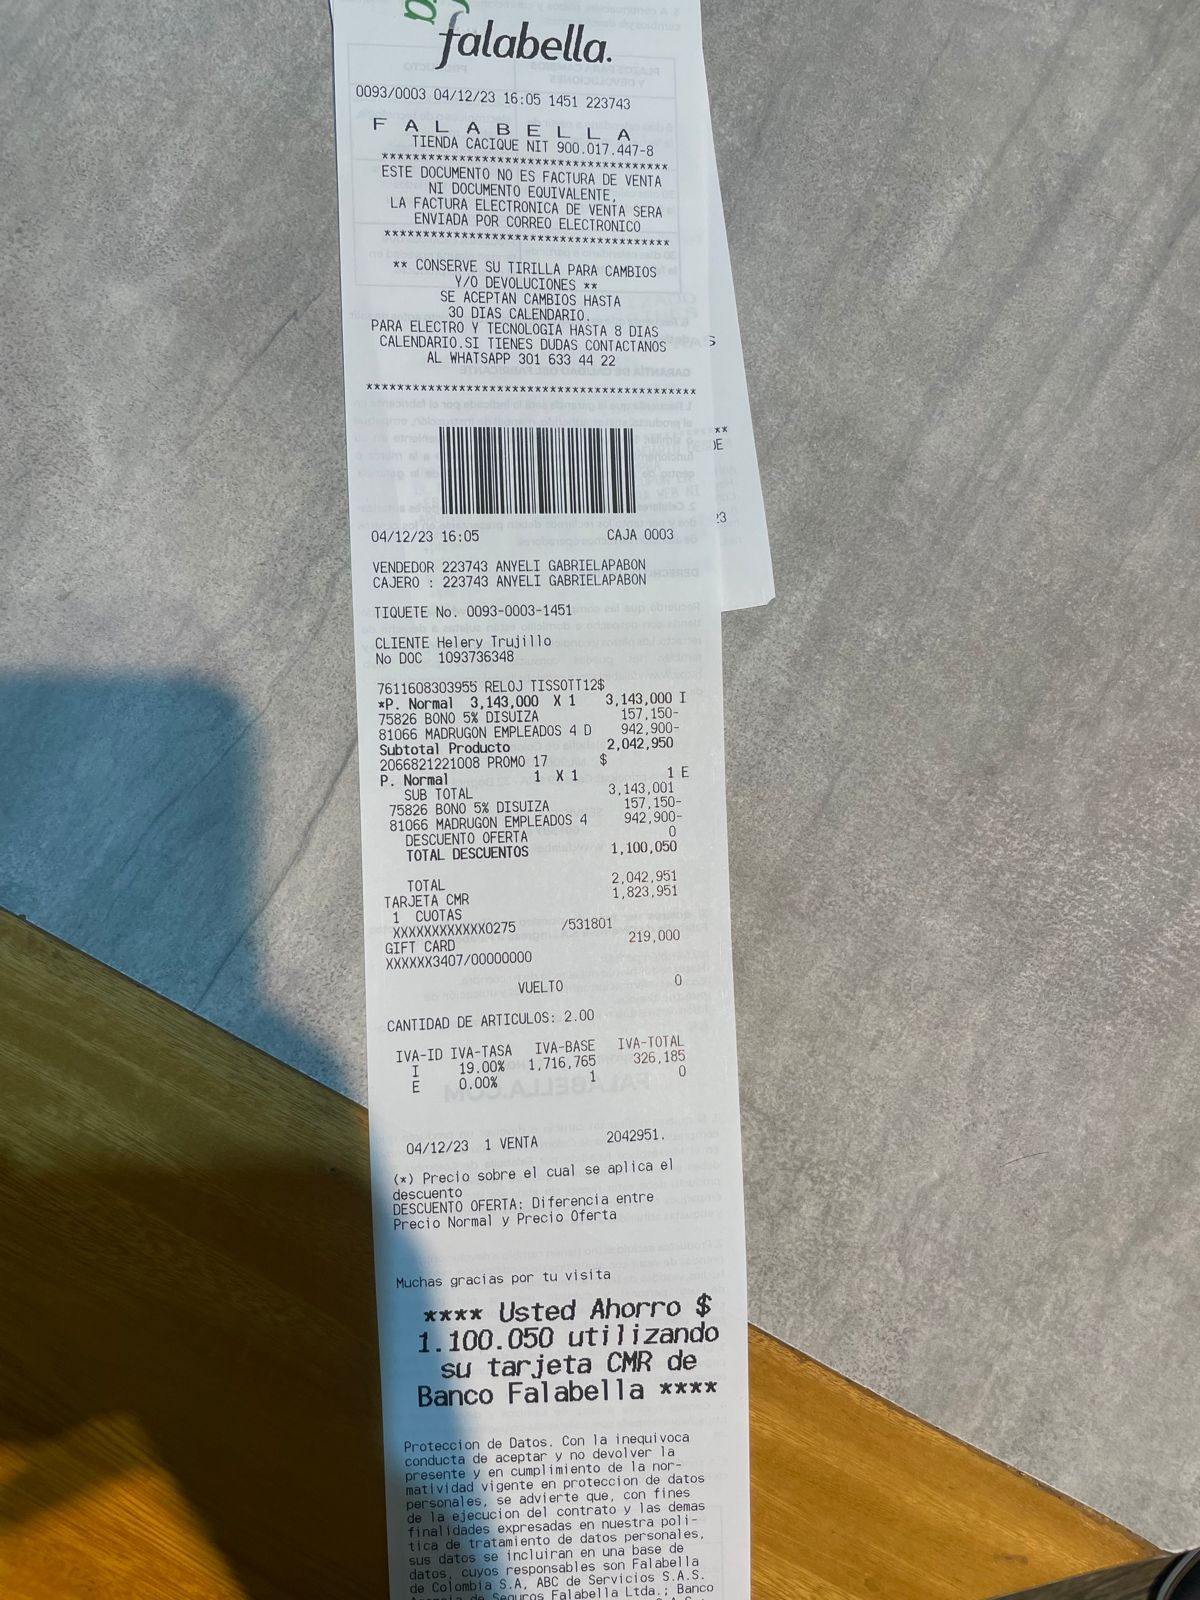 falabella.
0093/0003 04/12/23 16:05 1451 223743
F A L A B E L L A
TIENDA CACIQUE NIT 900.017.447-8
**************************************
ESTE DOCUMENTO NO ES FACTURA DE VENTA
NI DOCUMENTO EQUIVALENTE,
LA FACTURA ELECTRONICA DE VENTA SERA
ENVIADA POR CORREO ELECTRONICO
**************************************
** CONSERVE SU TIRILLA PARA CAMBIOS
Y/O DEVOLUCIONES **
SE ACEPTAN CAMBIOS HASTA
30 DIAS CALENDARIO.
PARA ELECTRO Y TECNOLOGIA HASTA 8 DIAS
CALENDARIO.SI TIENES DUDAS CONTACTANOS
AL WHATSAPP 301 633 44 22
********************************************
04/12/23 16:05 CAJA 0003
VENDEDOR 223743 ANYELI GABRIELAPABON
CAJERO : 223743 ANYELI GABRIELAPABON
TIQUETE No. 0093-0003-1451
CLIENTE Helery Trujillo
No DOC 1093736348
7611608303955 RELOJ TISSOTT12$
*P. Normal 3,143,000 X 1 3,143,000 I
75826 BONO 5% DISUIZA 157,150-
81066 MADRUGON EMPLEADOS 4 D 942,900-
Subtotal Producto 2,042,950
2066821221008 PROMO 17 $
P. Normal 1 X 1 1 E
SUB TOTAL 3,143,001
75826 BONO 5% DISUIZA 157,150-
81066 MADRUGON EMPLEADOS 4 942,900-
DESCUENTO OFERTA 0
TOTAL DESCUENTOS 1,100,050
TOTAL 2,042,951
TARJETA CMR 1,823,951
1 CUOTAS
XXXXXXXXXXXX0275 /531801
GIFT CARD 219,000
XXXXXX3407/00000000
VUELTO 0
CANTIDAD DE ARTICULOS: 2.00
IVA-ID IVA-TASA IVA-BASE IVA-TOTAL
I 19.00% 1,716,765 326,185
E 0.00% 1 0
04/12/23 1 VENTA 2042951.
(*) Precio sobre el cual se aplica el
descuento
DESCUENTO OFERTA: Diferencia entre
Precio Normal y Precio Oferta
Muchas gracias por tu visita
**** Usted Ahorro $
1.100.050 utilizando
su tarjeta CMR de
Banco Falabella ****
Proteccion de Datos. Con la inequivoca
conducta de aceptar y no devolver la
presente y en cumplimiento de la nor-
matividad vigente en proteccion de datos
personales, se advierte que, con fines
de la ejecucion del contrato y las demas
finalidades expresadas en nuestra poli-
tica de tratamiento de datos personales,
sus datos se incluiran en una base de
datos, cuyos responsables son Falabella
de Colombia S.A, ABC de Servicios S.A.S.
de Seguros Falabella Ltda.; Banco